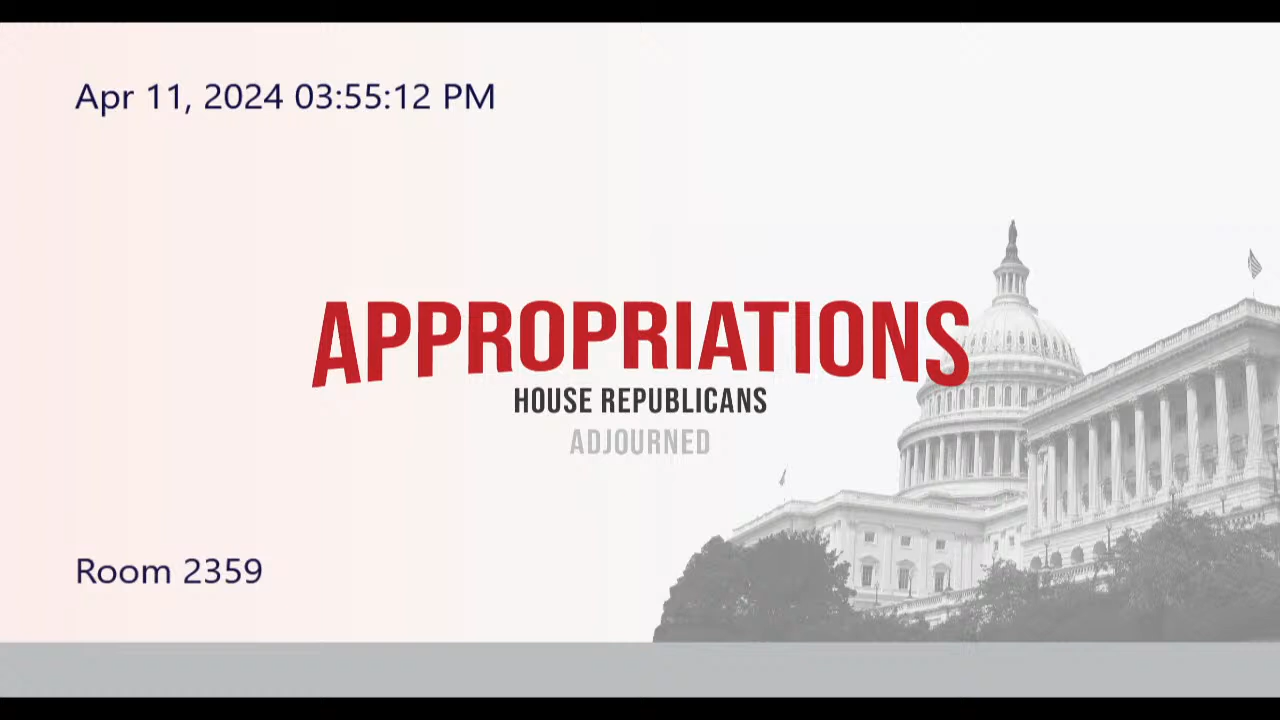 Apr 11, 2024 03:55:12 PM
APPROPRIATIONS
HOUSE REPUBLICANS
ADJOURNED
Room 2359